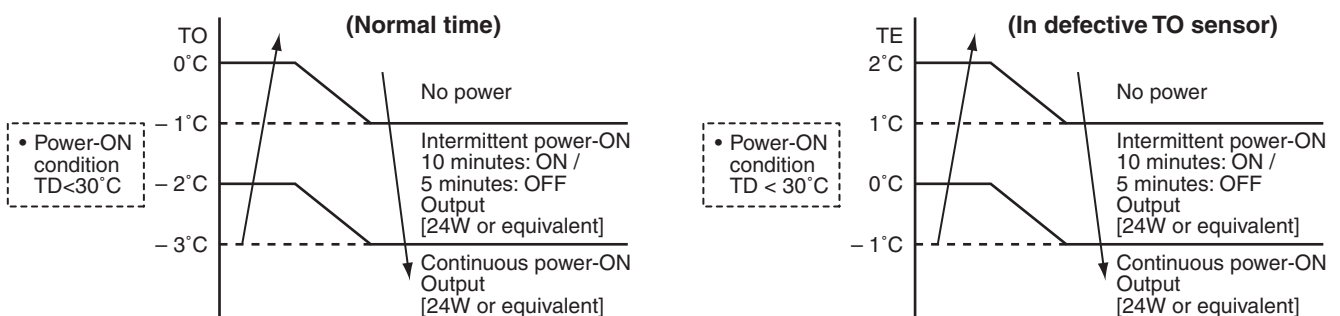 (Normal time)
TO
0˚C
– 1˚C
– 2˚C
– 3˚C
• Power-ON
condition
TD<30˚C
No power
Intermittent power-ON
10 minutes: ON /
5 minutes: OFF
Output
[24W or equivalent]
Continuous power-ON
Output
[24W or equivalent]
(In defective TO sensor)
TE
2˚C
1˚C
0˚C
– 1˚C
• Power-ON
condition
TD < 30˚C
No power
Intermittent power-ON
10 minutes: ON /
5 minutes: OFF
Output
[24W or equivalent]
Continuous power-ON
Output
[24W or equivalent]